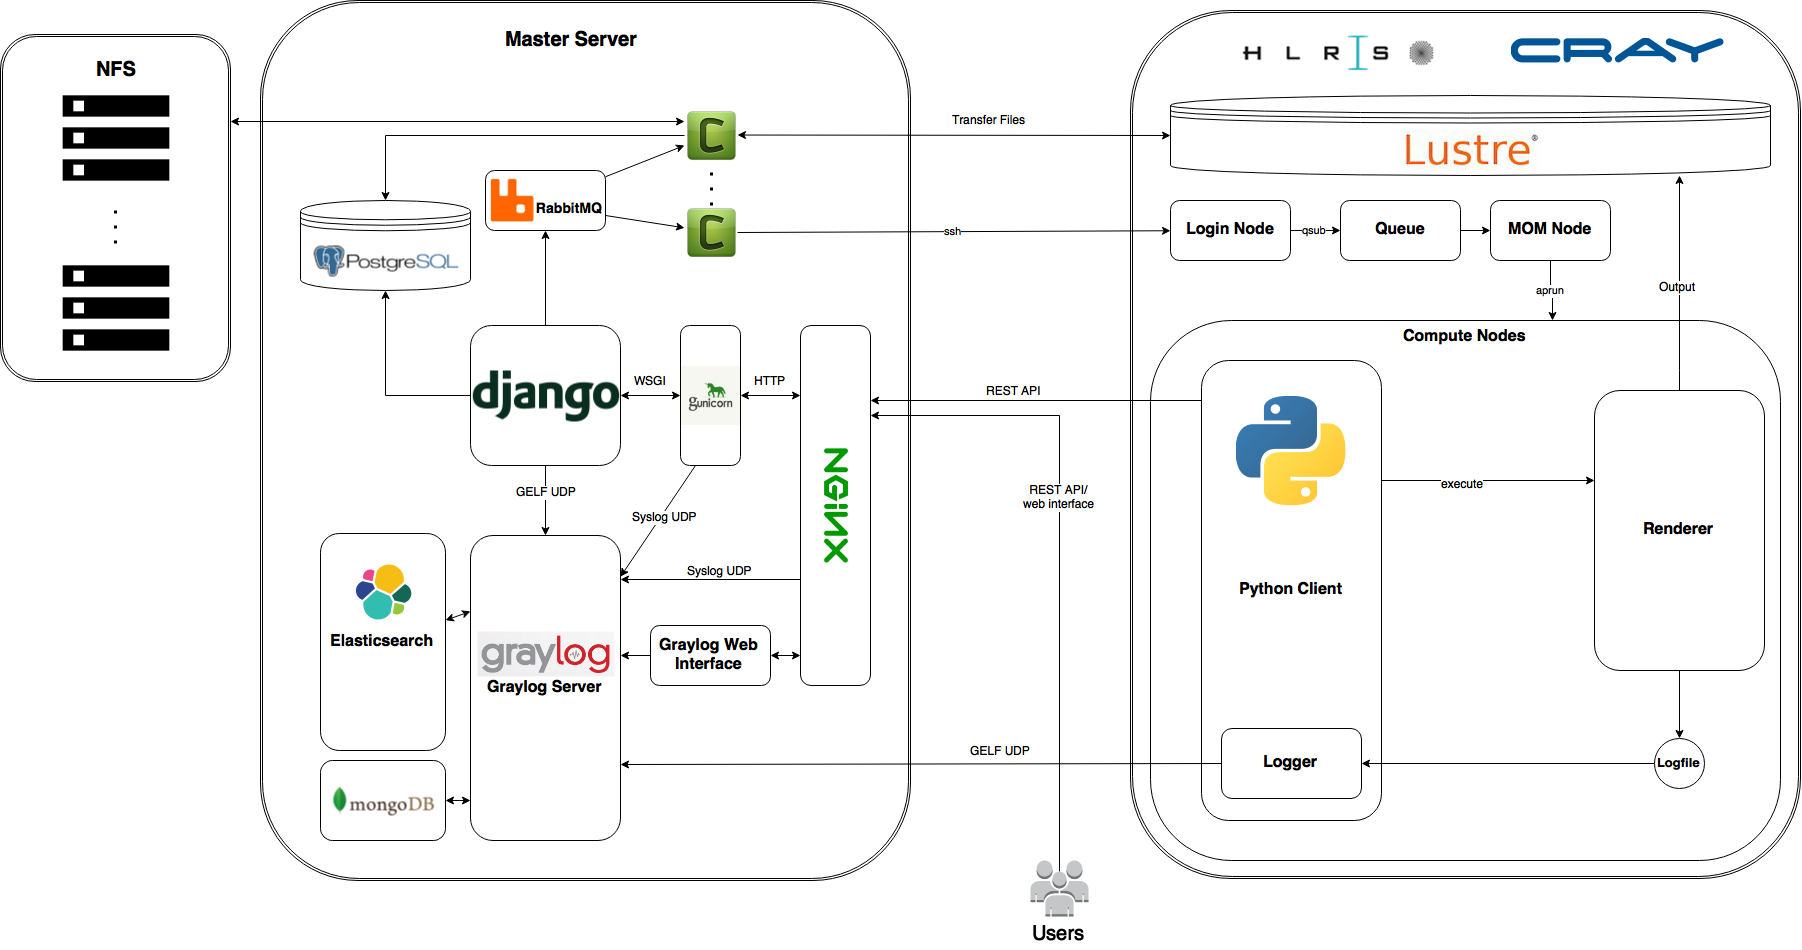 NFS
Master Server
HLRIS
CRAY
C
Transfer Files
Lustre®
RabbitMQ
C
ssh
Login Node
qsub
Queue
MOM Node
PostgreSQL
aprun
Output
Compute Nodes
django
WSGI
gunicorn
HTTP
NGINX
REST API
GELF UDP
Syslog UDP
REST API/
web interface
execute
Renderer
Syslog UDP
Python Client
Elasticsearch
graylog
Graylog Server
Graylog Web
Interface
GELF UDP
Logger
Logfile
mongoDB
Users